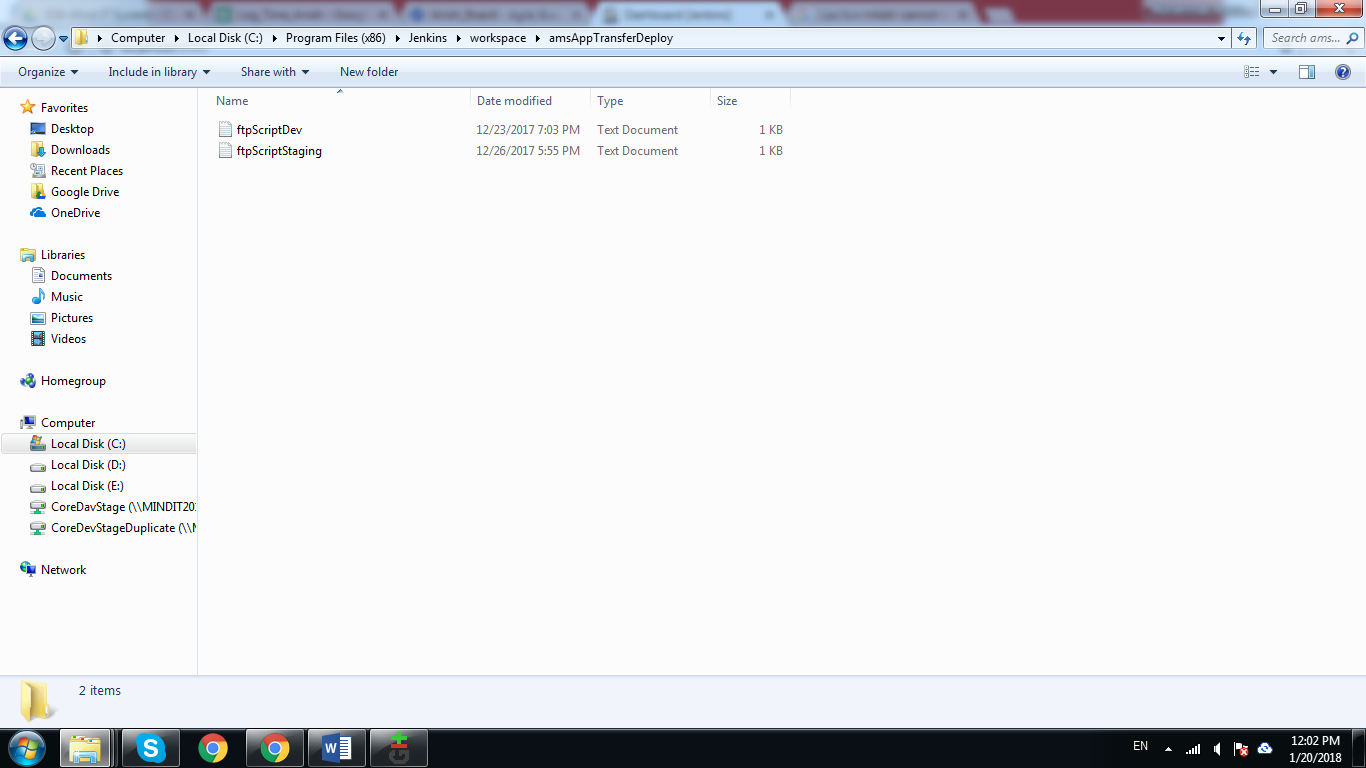 Computer Local Disk (C:) Program Files (x86) Jenkins workspace amsAppTransferDeploy Search ams...
Organize Include in library Share with New folder
Name Date modified Type Size
ftpScriptDev 12/23/2017 7:03 PM Text Document 1 KB
ftpScriptStaging 12/26/2017 5:55 PM Text Document 1 KB
Favorites
Desktop
Downloads
Recent Places
Google Drive
OneDrive
Libraries
Documents
Music
Pictures
Videos
Homegroup
Computer
Local Disk (C:)
Local Disk (D:)
Local Disk (E:)
CoreDavStage (\\MINDIT20
CoreDevStageDuplicate (\\M
Network
2 items
EN 12:02 PM
1/20/2018